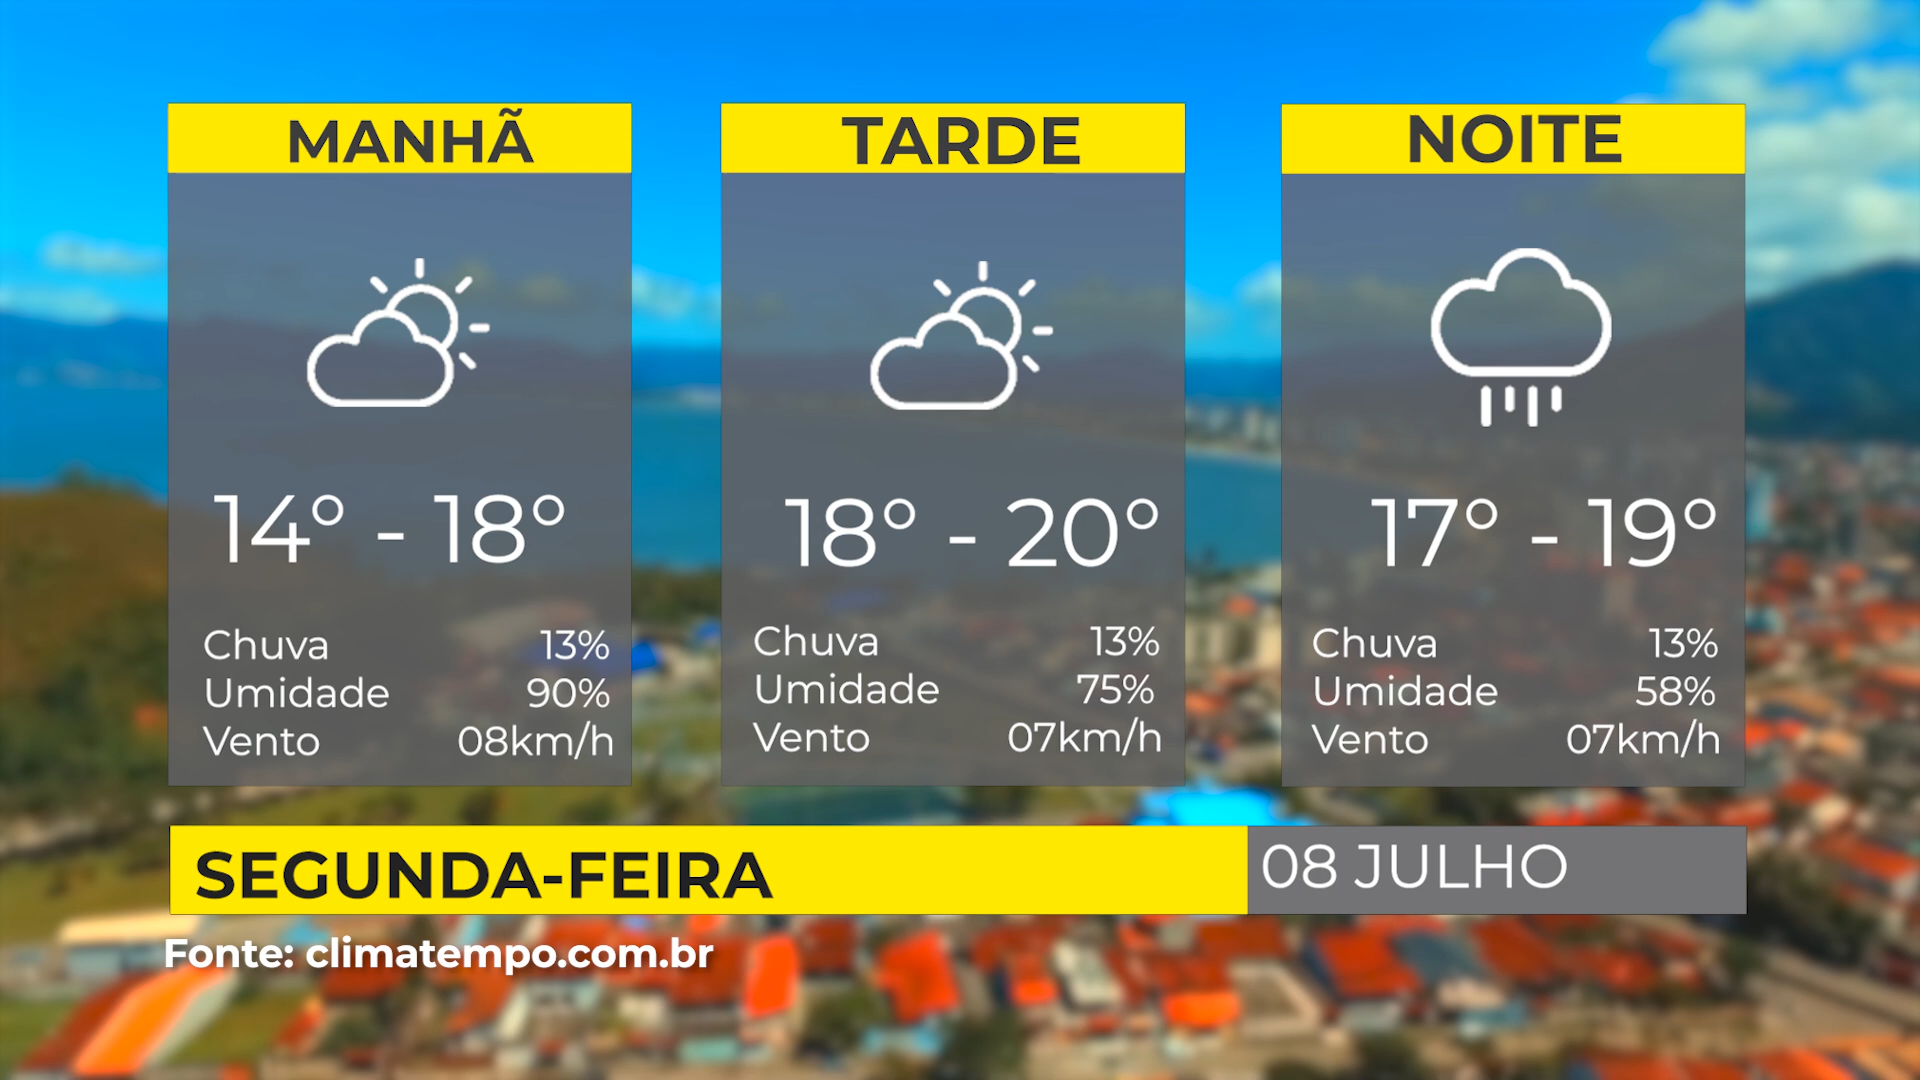 MANHÃ
14° - 18°
Chuva 13%
Umidade 90%
Vento 08km/h
TARDE
18° - 20°
Chuva 13%
Umidade 75%
Vento 07km/h
NOITE
17° - 19°
Chuva 13%
Umidade 58%
Vento 07km/h
SEGUNDA-FEIRA 08 JULHO
Fonte: climatempo.com.br